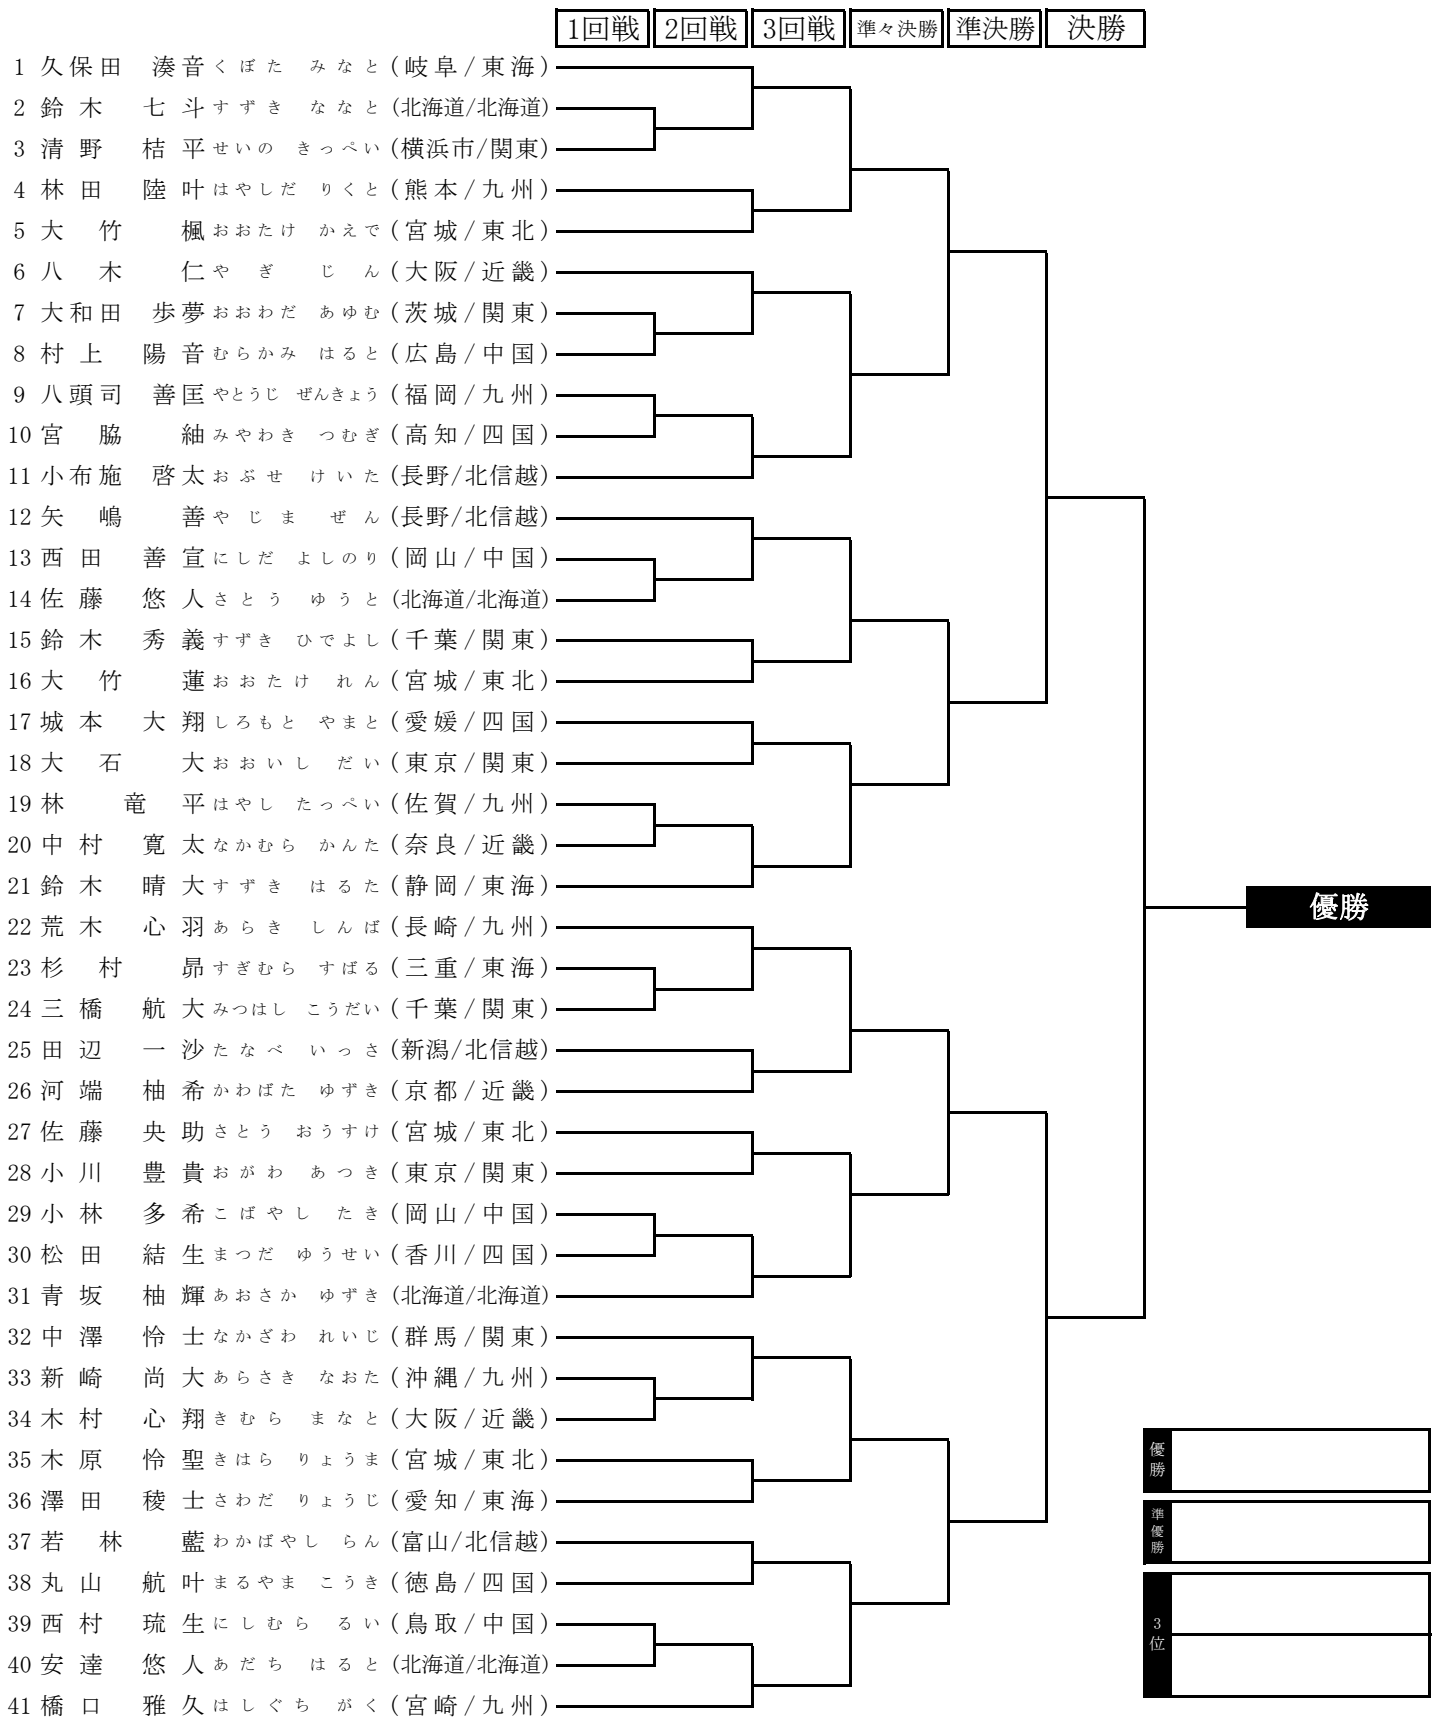 1回戦 2回戦 3回戦 準々決勝 準決勝 決勝
1 久保田 湊音 くぼた みなと (岐阜/東海)
2 鈴木 七斗 すずき ななと (北海道/北海道)
3 清野 桔平 せいの きっぺい (横浜市/関東)
4 林田 陸叶 はやしだ りくと (熊本/九州)
5 大竹 楓 おおたけ かえで (宮城/東北)
6 八木 仁 やぎ じん (大阪/近畿)
7 大和田 歩夢 おおわだ あゆむ (茨城/関東)
8 村上 陽音 むらかみ はると (広島/中国)
9 八頭司 善匡 やとうじ ぜんきょう (福岡/九州)
10 宮脇 紬 みやわき つむぎ (高知/四国)
11 小布施 啓太 おぶせ けいた (長野/北信越)
12 矢嶋 善 やじま ぜん (長野/北信越)
13 西田 善宣 にしだ よしのり (岡山/中国)
14 佐藤 悠人 さとう ゆうと (北海道/北海道)
15 鈴木 秀義 すずき ひでよし (千葉/関東)
16 大竹 蓮 おおたけ れん (宮城/東北)
17 城本 大翔 しろもと やまと (愛媛/四国)
18 大石 大 おおいし だい (東京/関東)
19 林 竜平 はやし たっぺい (佐賀/九州)
20 中村 寛太 なかむら かんた (奈良/近畿)
21 鈴木 晴大 すずき はるた (静岡/東海)
優勝
22 荒木 心羽 あらき しんば (長崎/九州)
23 杉村 昴 すぎむら すばる (三重/東海)
24 三橋 航大 みつはし こうだい (千葉/関東)
25 田辺 一沙 たなべ いっさ (新潟/北信越)
26 河端 柚希 かわばた ゆずき (京都/近畿)
27 佐藤 央助 さとう おうすけ (宮城/東北)
28 小川 豊貴 おがわ あつき (東京/関東)
29 小林 多希 こばやし たき (岡山/中国)
30 松田 結生 まつだ ゆうせい (香川/四国)
31 青坂 柚輝 あおさか ゆずき (北海道/北海道)
32 中澤 怜士 なかざわ れいじ (群馬/関東)
33 新崎 尚大 あらさき なおた (沖縄/九州)
34 木村 心翔 きむら まなと (大阪/近畿)
35 木原 怜聖 きはら りょうま (宮城/東北)
36 澤田 稜士 さわだ りょうじ (愛知/東海)
37 若林 藍 わかばやし らん (富山/北信越)
38 丸山 航叶 まるやま こうき (徳島/四国)
39 西村 琉生 にしむら るい (鳥取/中国)
40 安達 悠人 あだち はると (北海道/北海道)
41 橋口 雅久 はしぐち がく (宮崎/九州)
優勝
準優勝
3位